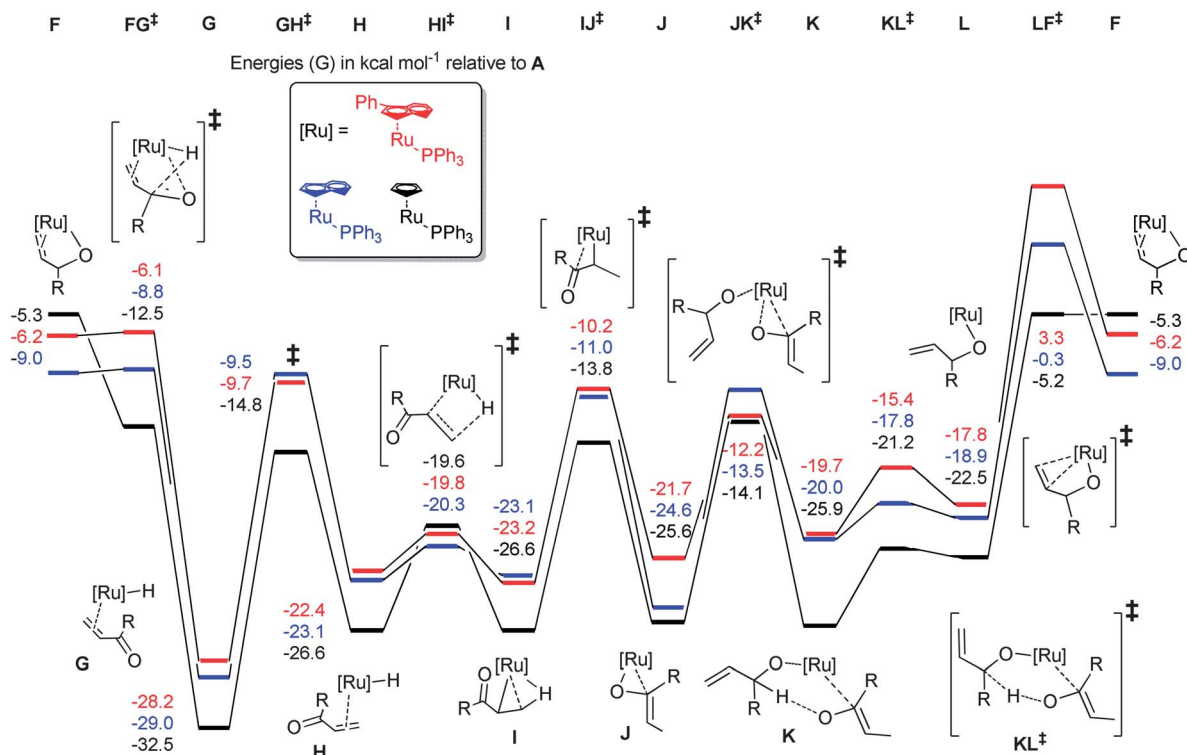 F FG‡ G GH‡ H HI‡ I IJ‡ J JK‡ K KL‡ L LF‡ F
Energies (G) in kcal mol⁻¹ relative to A
[Ru] =
Ph
Ru
PPh₃
Ru
PPh₃
Ru
PPh₃
[Ru]
O
R
‡
[Ru]
H
O
R
-6.1
-8.8
-12.5
-5.3
-6.2
-9.0
[Ru]
H
R
O
G
-28.2
-29.0
-32.5
-9.5
-9.7
-14.8
‡
-22.4
-23.1
-26.6
[Ru]
H
R
O
H
‡
[Ru]
H
R
O
-19.6
-19.8
-20.3
-23.1
-23.2
-26.6
[Ru]
H
O
R
I
‡
[Ru]
R
O
-10.2
-11.0
-13.8
-21.7
-24.6
-25.6
[Ru]
O
R
J
‡
O
[Ru]
R
O
R
-12.2
-13.5
-14.1
O
[Ru]
R
R
H
O
K
-19.7
-20.0
-25.9
-15.4
-17.8
-21.2
‡
O
[Ru]
R
R
H
O
KL‡
[Ru]
O
R
-17.8
-18.9
-22.5
3.3
-0.3
-5.2
‡
[Ru]
O
R
[Ru]
O
R
-5.3
-6.2
-9.0